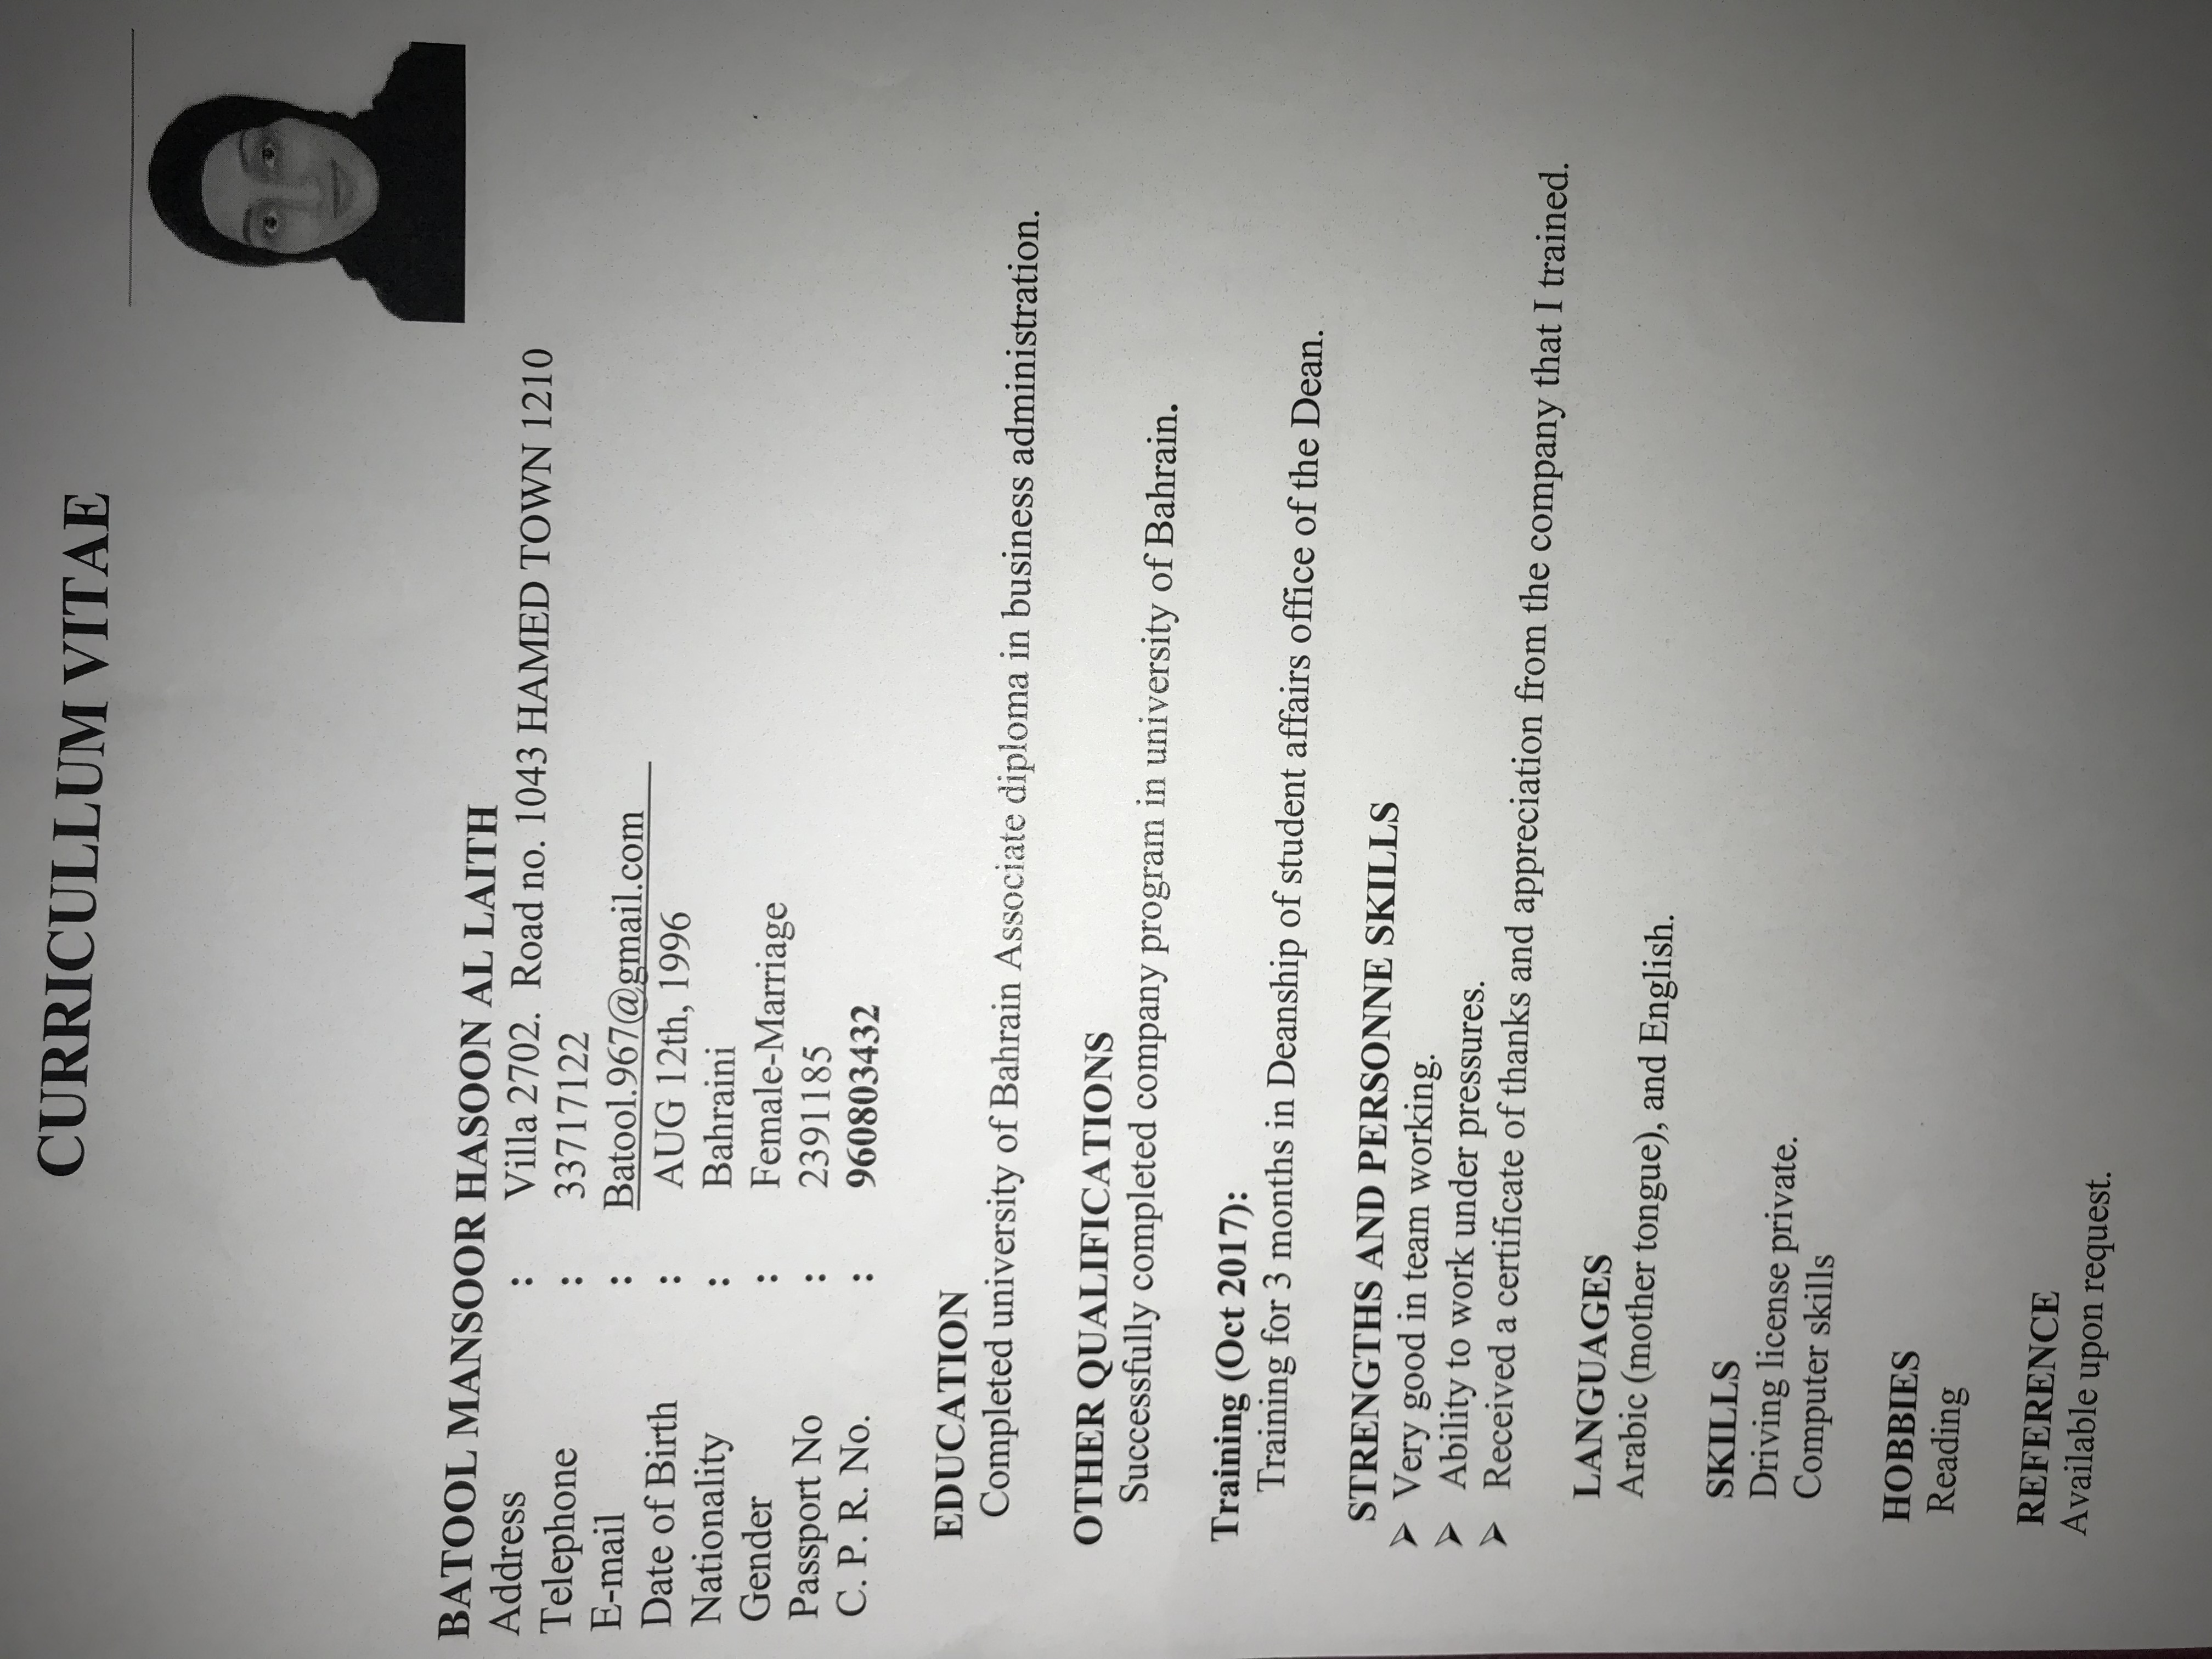 CURRICULLUM VITAE
BATOOL MANSOOR HASOON AL LAITH
Address : Villa 2702. Road no. 1043 HAMED TOWN 1210
Telephone : 33717122
E-mail : Batool.967@gmail.com
Date of Birth : AUG 12th, 1996
Nationality : Bahraini
Gender : Female-Marriage
Passport No : 2391185
C. P. R. No. : 960803432
EDUCATION
Completed university of Bahrain Associate diploma in business administration.
OTHER QUALIFICATIONS
Successfully completed company program in university of Bahrain.
Training (Oct 2017):
Training for 3 months in Deanship of student affairs office of the Dean.
STRENGTHS AND PERSONNE SKILLS
➢ Very good in team working.
➢ Ability to work under pressures.
➢ Received a certificate of thanks and appreciation from the company that I trained.
LANGUAGES
Arabic (mother tongue), and English.
SKILLS
Driving license private.
Computer skills
HOBBIES
Reading
REFERENCE
Available upon request.